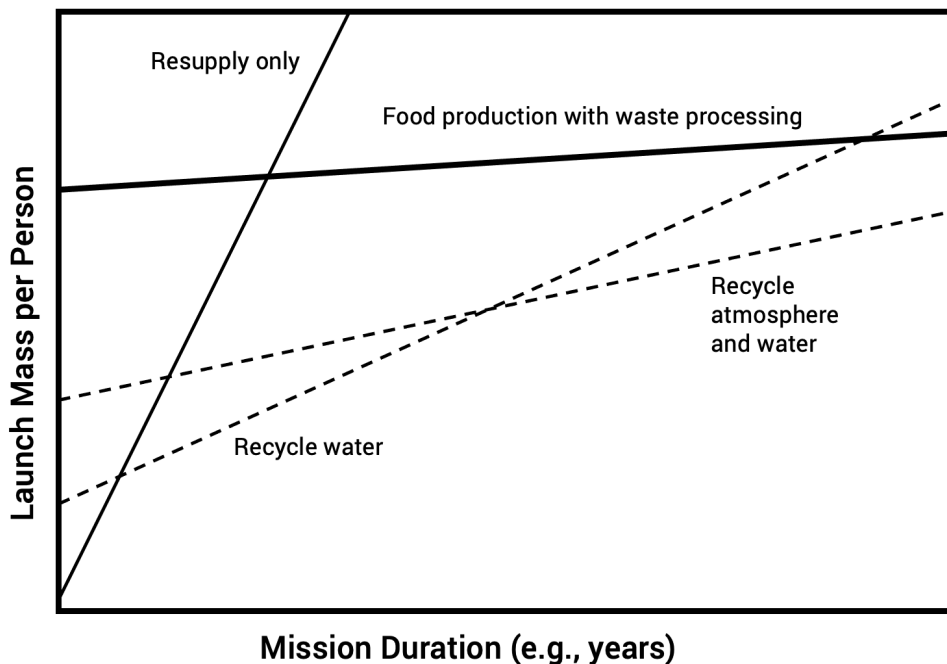 Resupply only
Food production with waste processing
Recycle
atmosphere
and water
Recycle water
Launch Mass per Person
Mission Duration (e.g., years)